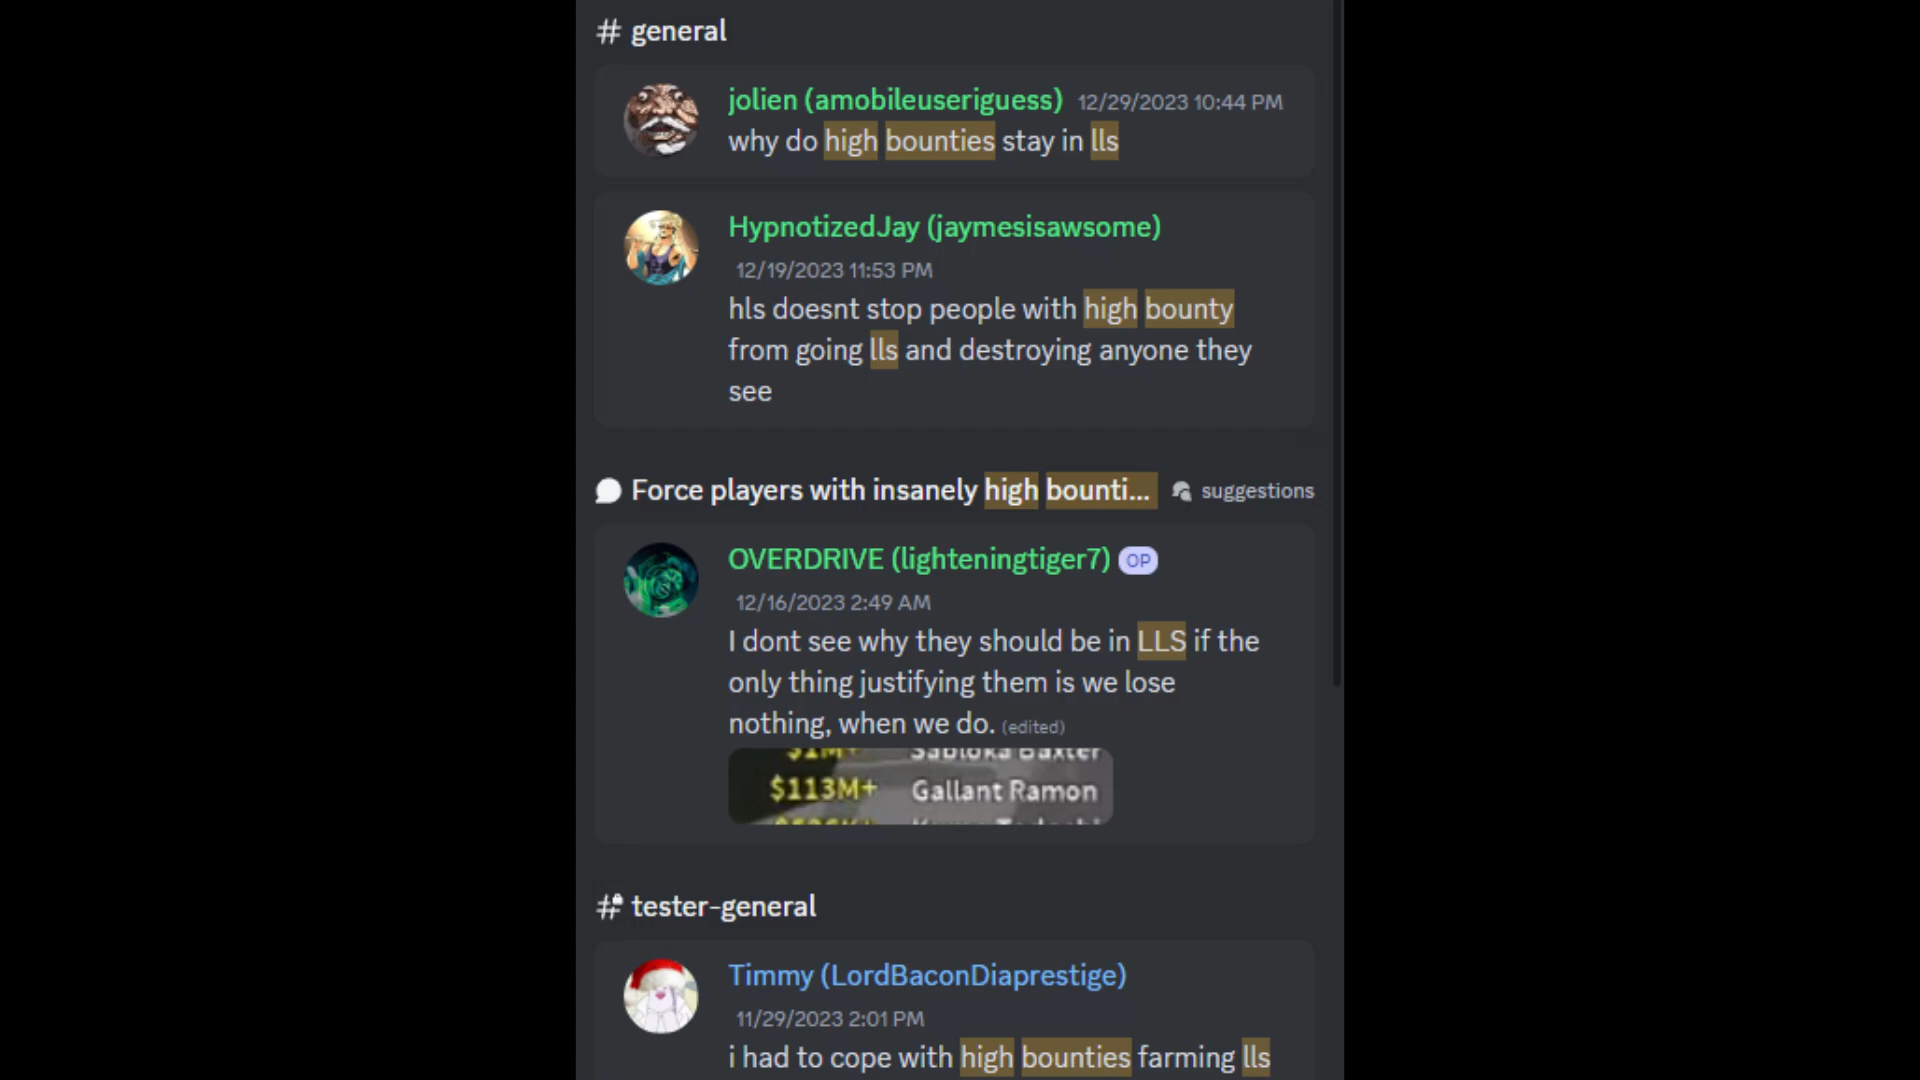 # general
jolien (amobileuseriguess) 12/29/2023 10:44 PM
why do high bounties stay in lls
HypnotizedJay (jaymesisawsome)
12/19/2023 11:53 PM
hls doesnt stop people with high bounty
from going lls and destroying anyone they
see
Force players with insanely high bounti... suggestions
OVERDRIVE (lighteningtiger7) OP
12/16/2023 2:49 AM
I dont see why they should be in LLS if the
only thing justifying them is we lose
nothing, when we do. (edited)
$1M+ Sabloka Baxter
$113M+ Gallant Ramon
# tester-general
Timmy (LordBaconDiaprestige)
11/29/2023 2:01 PM
i had to cope with high bounties farming lls